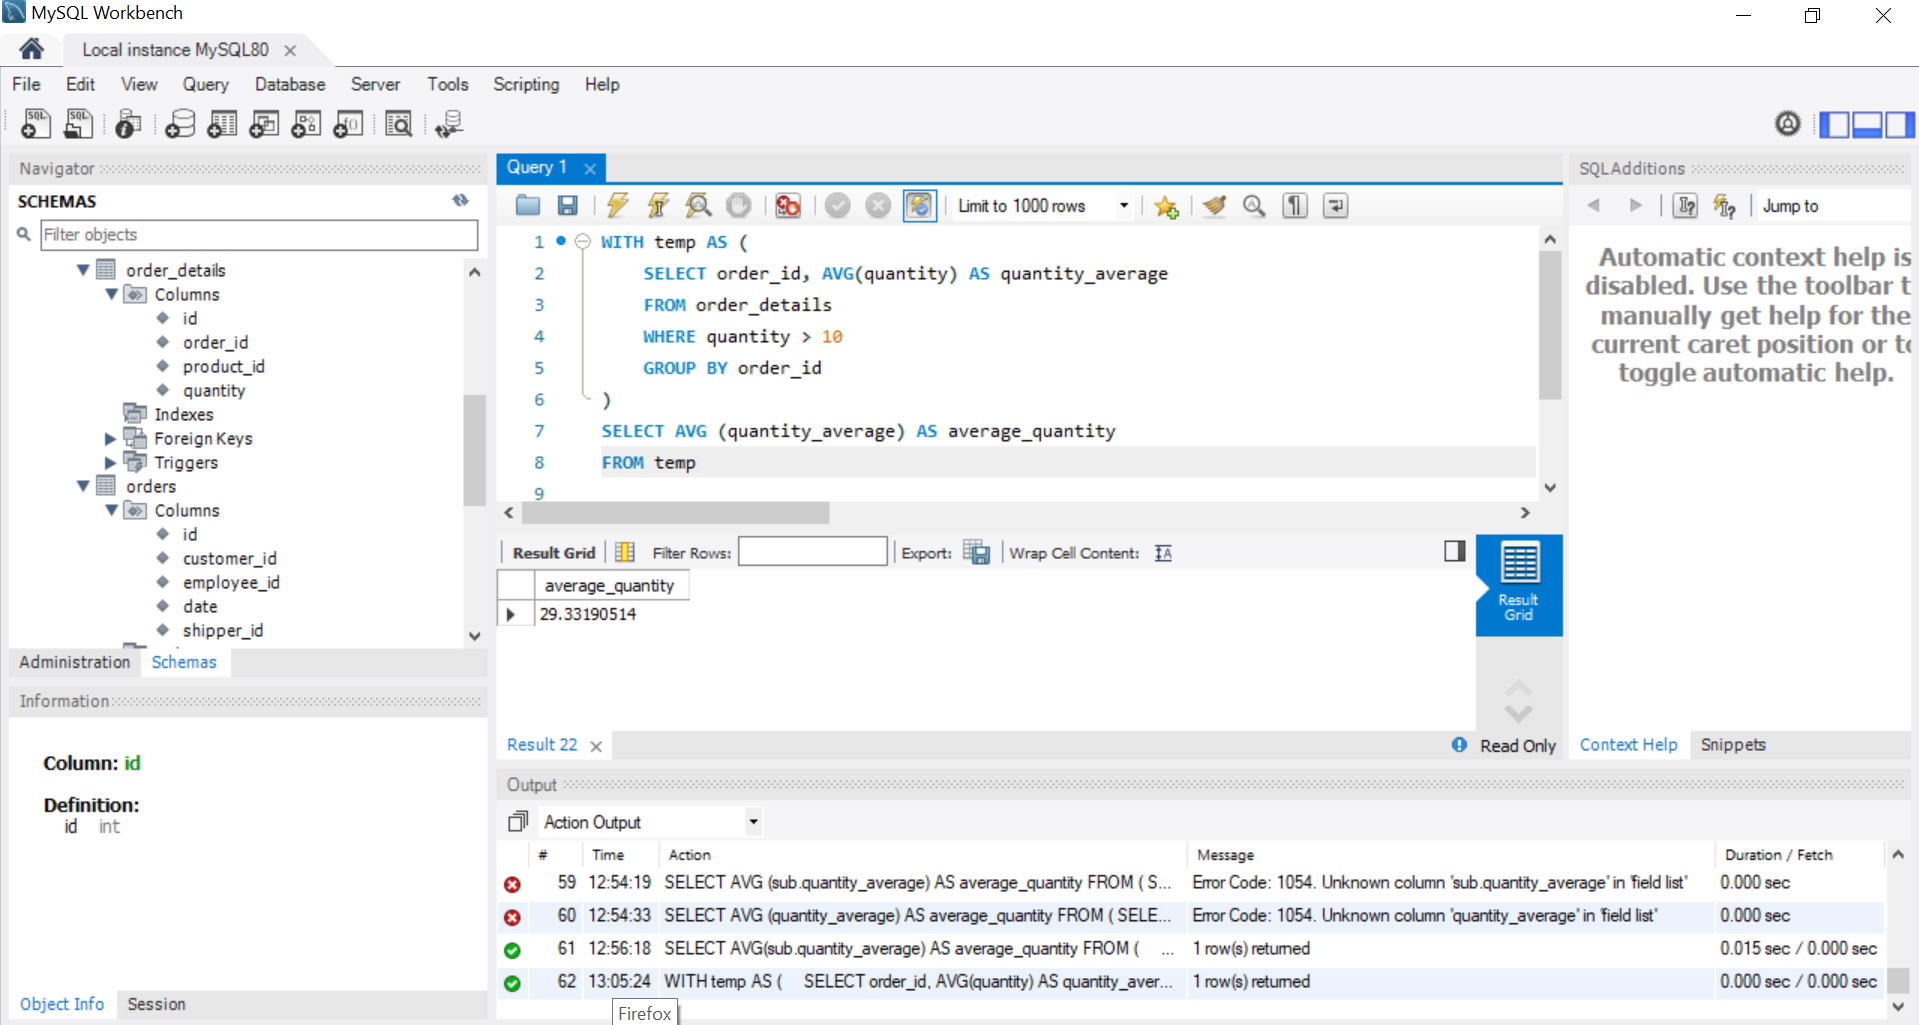 MySQL Workbench
Local instance MySQL80
File Edit View Query Database Server Tools Scripting Help
Navigator
SCHEMAS
Filter objects
order_details
Columns
id
order_id
product_id
quantity
Indexes
Foreign Keys
Triggers
orders
Columns
id
customer_id
employee_id
date
shipper_id
Administration Schemas
Information
Column: id
Definition:
id int
Object Info Session
Query 1
Limit to 1000 rows
1 WITH temp AS (
2 SELECT order_id, AVG(quantity) AS quantity_average
3 FROM order_details
4 WHERE quantity > 10
5 GROUP BY order_id
6 )
7 SELECT AVG (quantity_average) AS average_quantity
8 FROM temp
9
Result Grid Filter Rows: Export: Wrap Cell Content:
average_quantity
29.33190514
Result
Grid
Result 22
Read Only
SQLAdditions
Jump to
Automatic context help is
disabled. Use the toolbar t
manually get help for the
current caret position or to
toggle automatic help.
Context Help Snippets
Output
Action Output
# Time Action Message Duration / Fetch
59 12:54:19 SELECT AVG (sub.quantity_average) AS average_quantity FROM ( S... Error Code: 1054. Unknown column 'sub.quantity_average' in 'field list' 0.000 sec
60 12:54:33 SELECT AVG (quantity_average) AS average_quantity FROM ( SELE... Error Code: 1054. Unknown column 'quantity_average' in 'field list' 0.000 sec
61 12:56:18 SELECT AVG(sub.quantity_average) AS average_quantity FROM ( ... 1 row(s) returned 0.015 sec / 0.000 sec
62 13:05:24 WITH temp AS ( SELECT order_id, AVG(quantity) AS quantity_aver... 1 row(s) returned 0.000 sec / 0.000 sec
Firefox